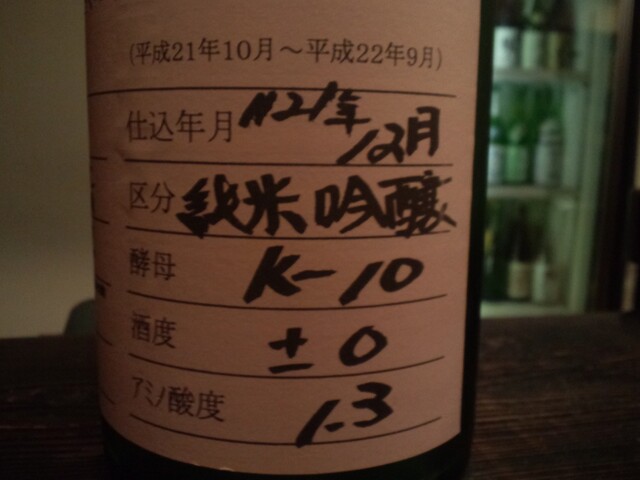 (平成21年10月～平成22年9月)
仕込年月 H21年12月
区分 純米吟醸
酵母 K-10
酒度 ±0
アミノ酸度 1.3